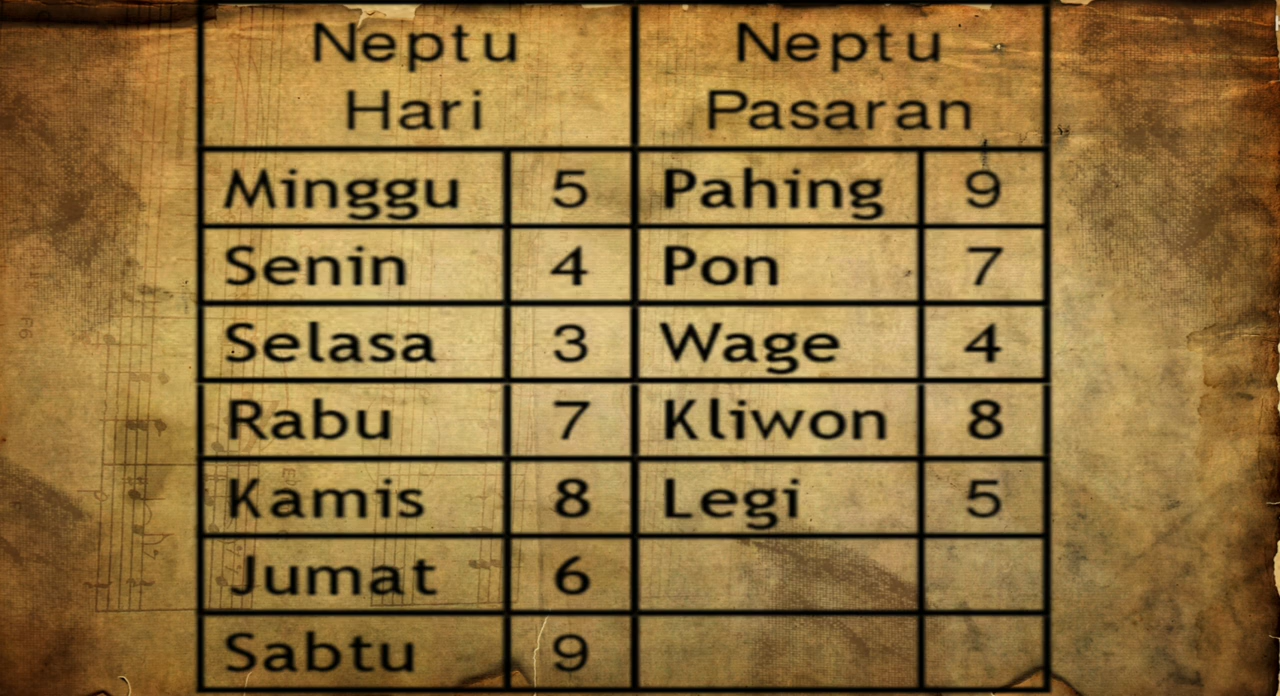 Neptu Hari Neptu Pasaran
Minggu 5 Pahing 9
Senin 4 Pon 7
Selasa 3 Wage 4
Rabu 7 Kliwon 8
Kamis 8 Legi 5
Jumat 6
Sabtu 9